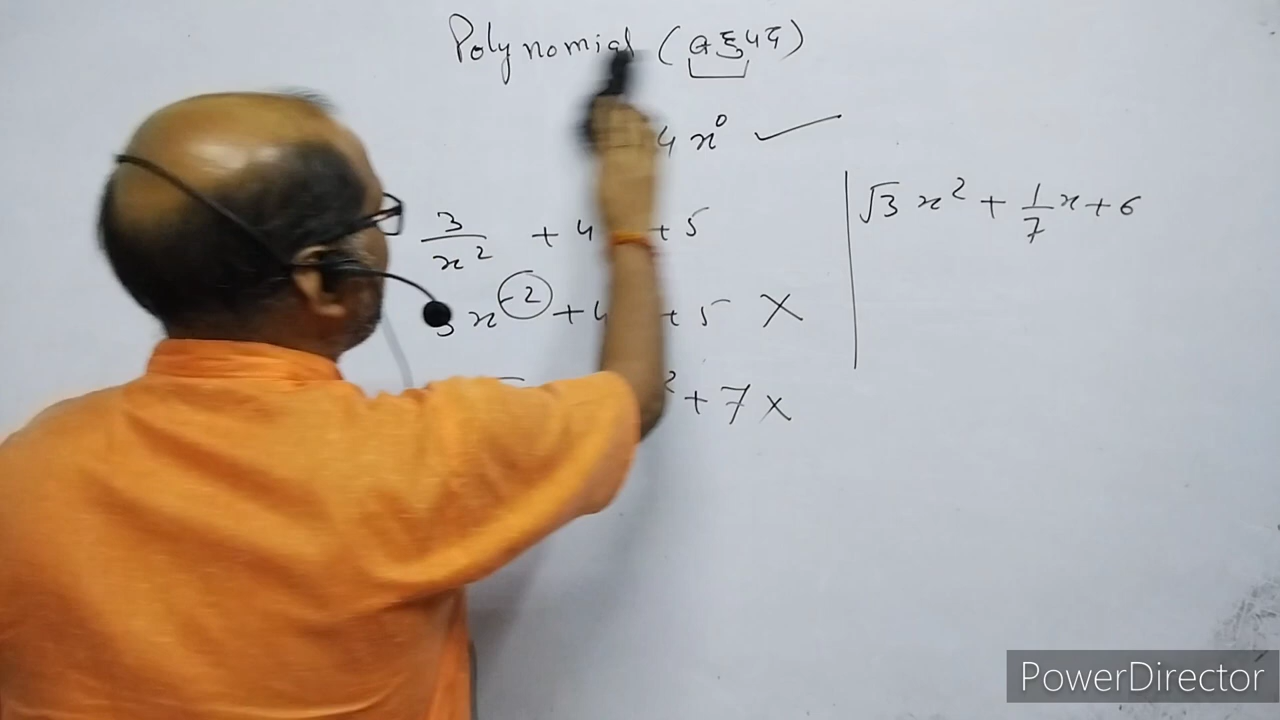 Polynomial (बहुपद)
4x⁰ ✓
3/x² + 4 + 5
√3 x² + 1/7 x + 6
3x⁻² + 4 + 5 ×
² + 7 ×
PowerDirector